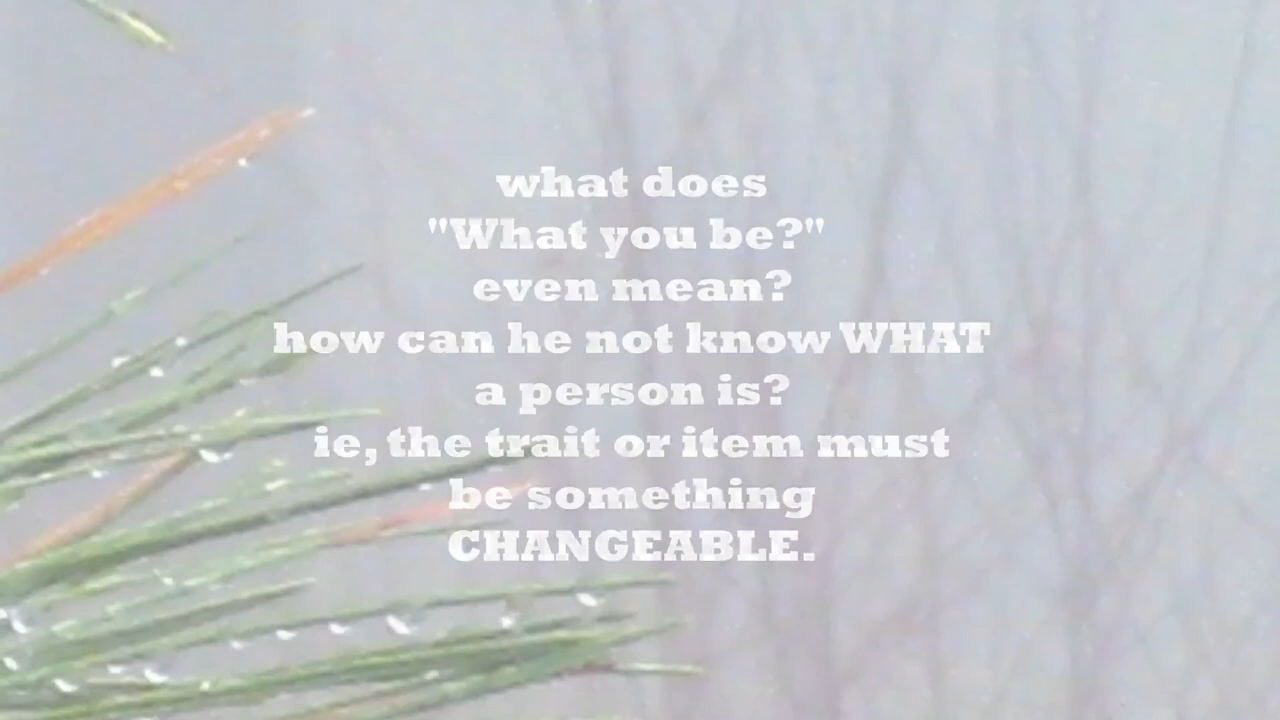 what does
"What you be?"
even mean?
how can he not know WHAT
a person is?
ie, the trait or item must
be something
CHANGEABLE.